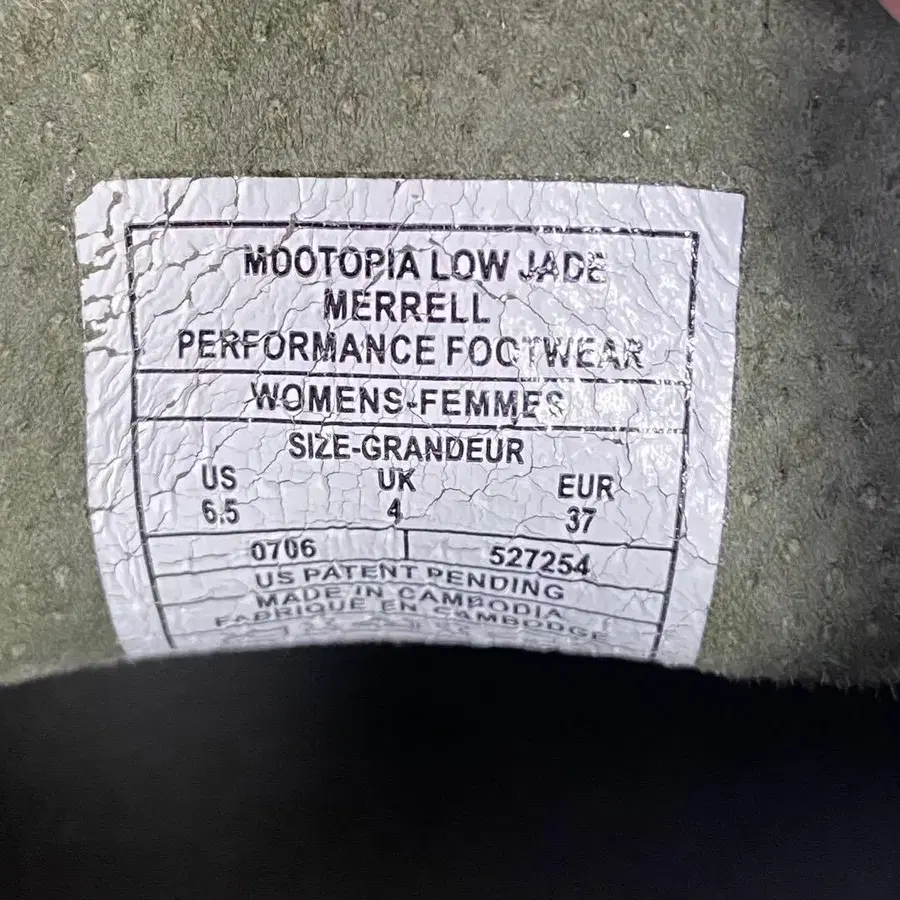 MOOTOPIA LOW JADE
MERRELL
PERFORMANCE FOOTWEAR
WOMENS-FEMMES
SIZE-GRANDEUR
US UK EUR
6.5 4 37
0706 527254
US PATENT PENDING
MADE IN CAMBODIA
FABRIQUE EN CAMBODGE